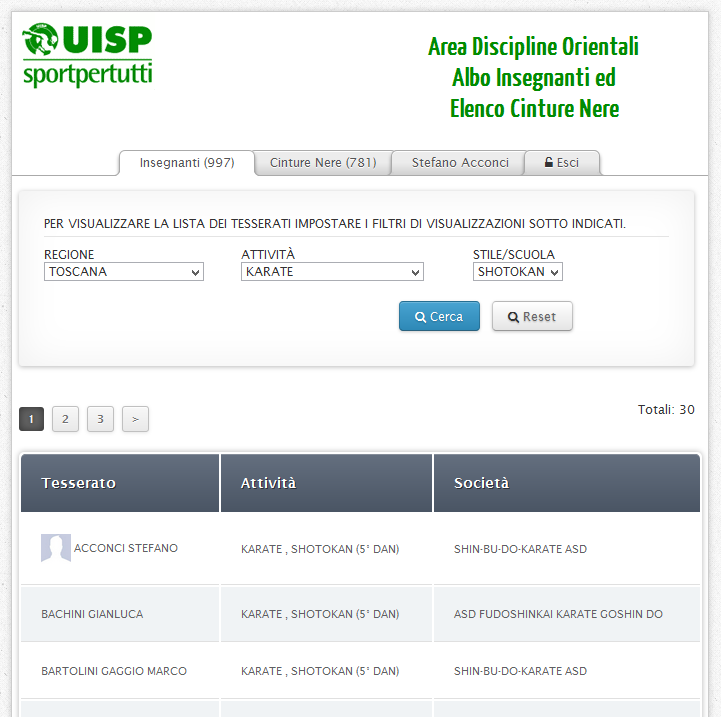 UISP
sportpertutti
Area Discipline Orientali
Albo Insegnanti ed
Elenco Cinture Nere
Insegnanti (997) Cinture Nere (781) Stefano Acconci Esci
PER VISUALIZZARE LA LISTA DEI TESSERATI IMPOSTARE I FILTRI DI VISUALIZZAZIONI SOTTO INDICATI.
REGIONE ATTIVITÀ STILE/SCUOLA
TOSCANA KARATE SHOTOKAN
Cerca Reset
1 2 3 > Totali: 30
Tesserato Attività Società
ACCONCI STEFANO KARATE , SHOTOKAN (5° DAN) SHIN-BU-DO-KARATE ASD
BACHINI GIANLUCA KARATE , SHOTOKAN (5° DAN) ASD FUDOSHINKAI KARATE GOSHIN DO
BARTOLINI GAGGIO MARCO KARATE , SHOTOKAN (5° DAN) SHIN-BU-DO-KARATE ASD